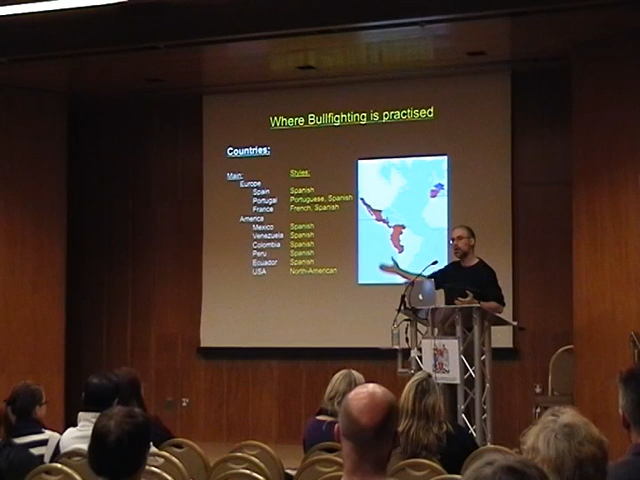 Where Bullfighting is practised
Countries:
Main: Styles:
Europe
Spain Spanish
Portugal Portuguese, Spanish
France French, Spanish
America
Mexico Spanish
Venezuela Spanish
Colombia Spanish
Peru Spanish
Ecuador Spanish
USA North-American